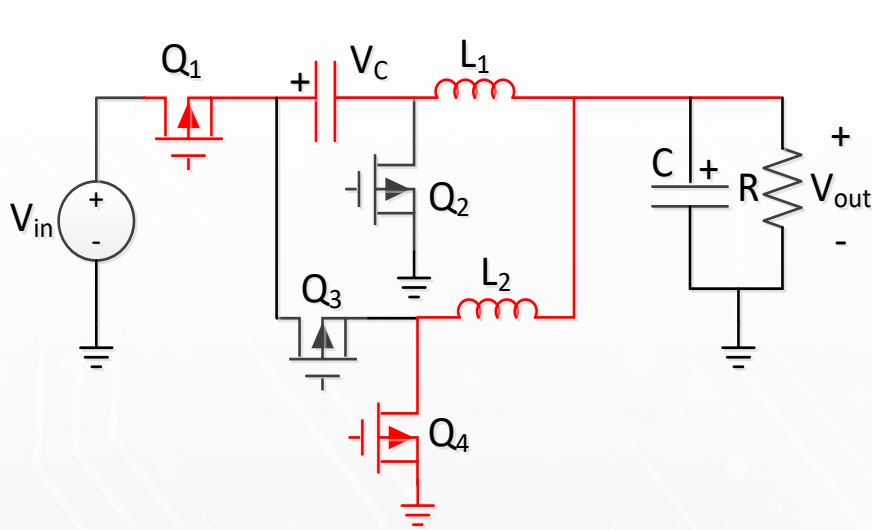 Q1
+
VC
L1
Vin
+
-
Q2
C
+
R
+
Vout
-
Q3
L2
Q4